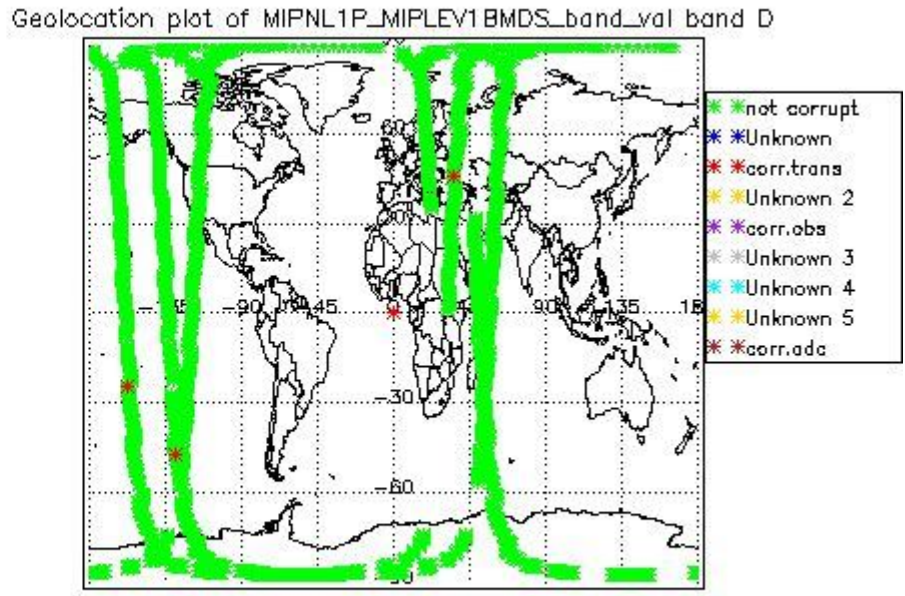 Geolocation plot of MIPNL1P_MIPLEV1BMDS_band_val band D
not corrupt
Unknown
corr.trans
Unknown 2
corr.obs
Unknown 3
Unknown 4
Unknown 5
corr.adc
60
-90
-45
90
135
-30
-60